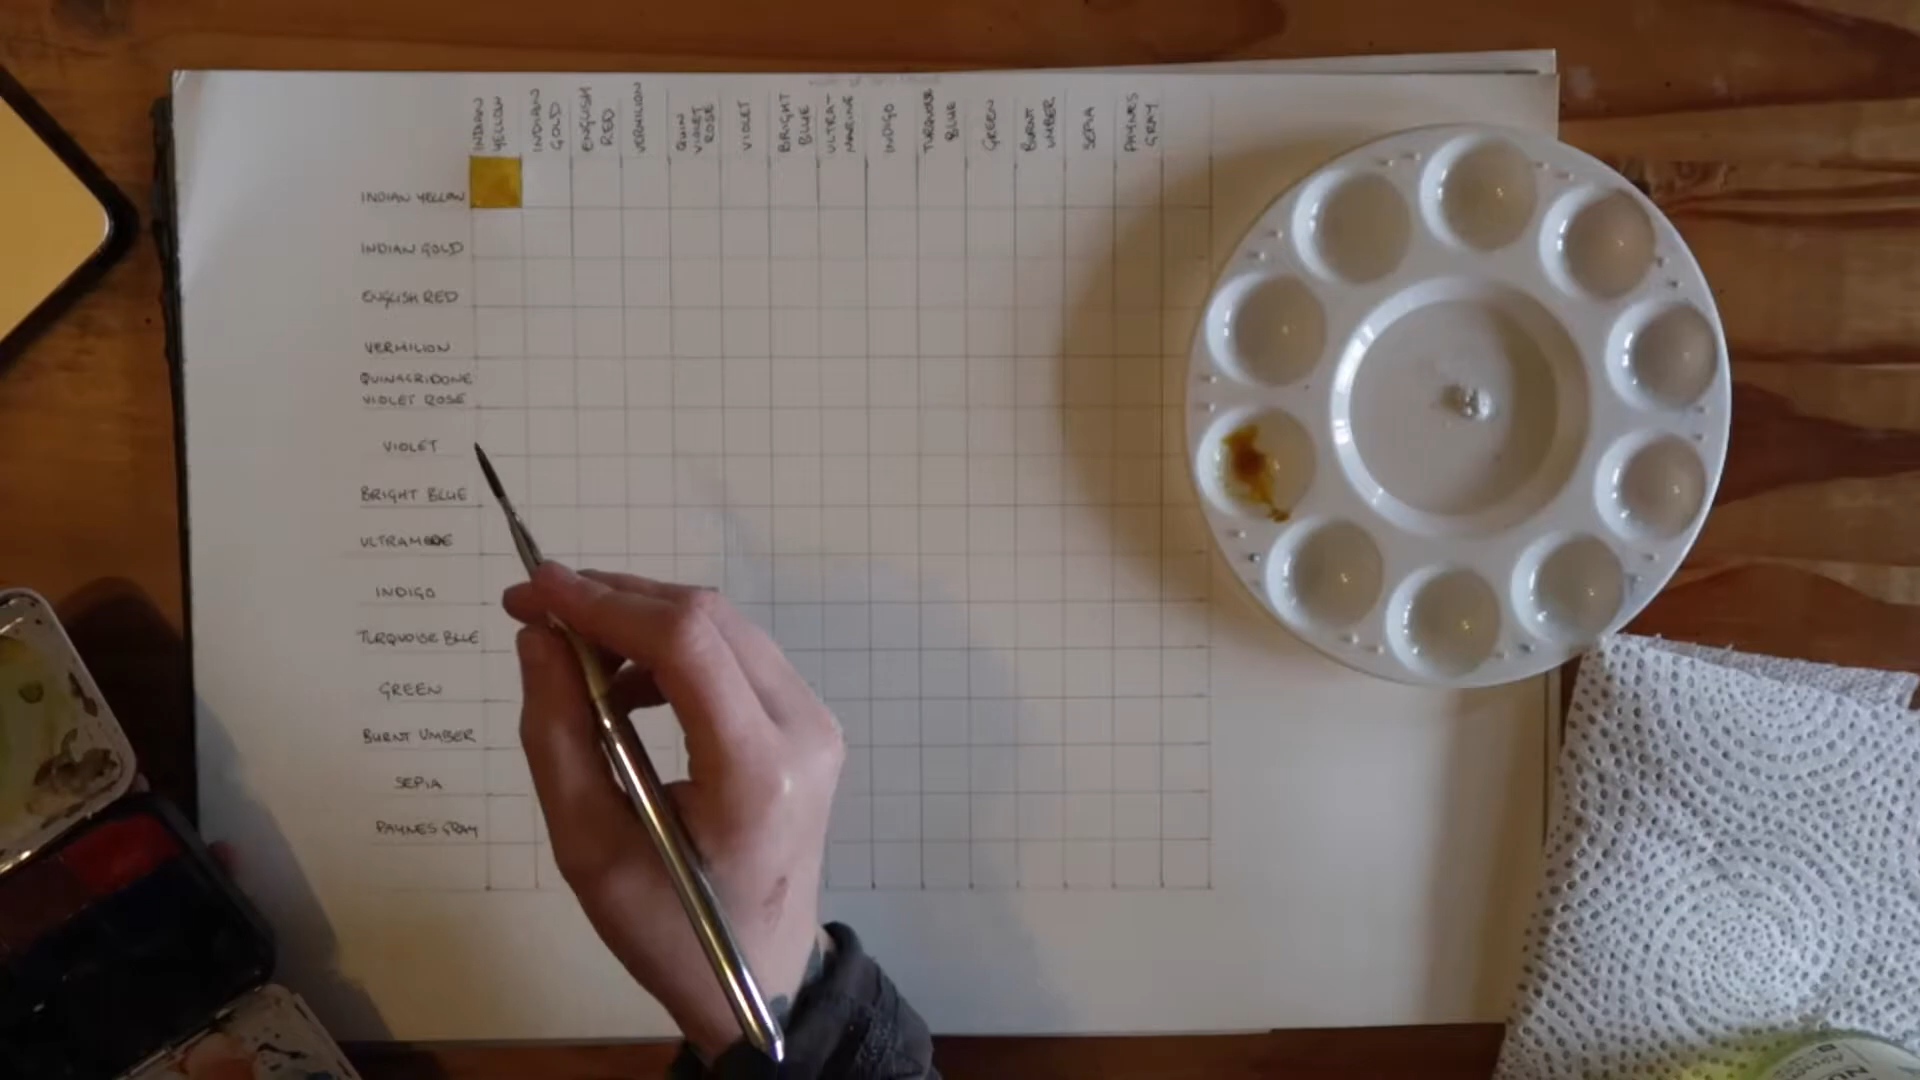 INDIAN
YELLOW
INDIAN
GOLD
ENGLISH
RED
VERMILION
QUIN
VIOLET
ROSE
VIOLET
BRIGHT
BLUE
ULTRA-
MARINE
INDIGO
TURQUOISE
BLUE
GREEN
BURNT
UMBER
SEPIA
PAYNES
GRAY
INDIAN YELLOW
INDIAN GOLD
ENGLISH RED
VERMILION
QUINACRIDONE
VIOLET ROSE
VIOLET
BRIGHT BLUE
INDIGO
TURQUOISE BLUE
GREEN
BURNT UMBER
SEPIA
PAYNES GRAY